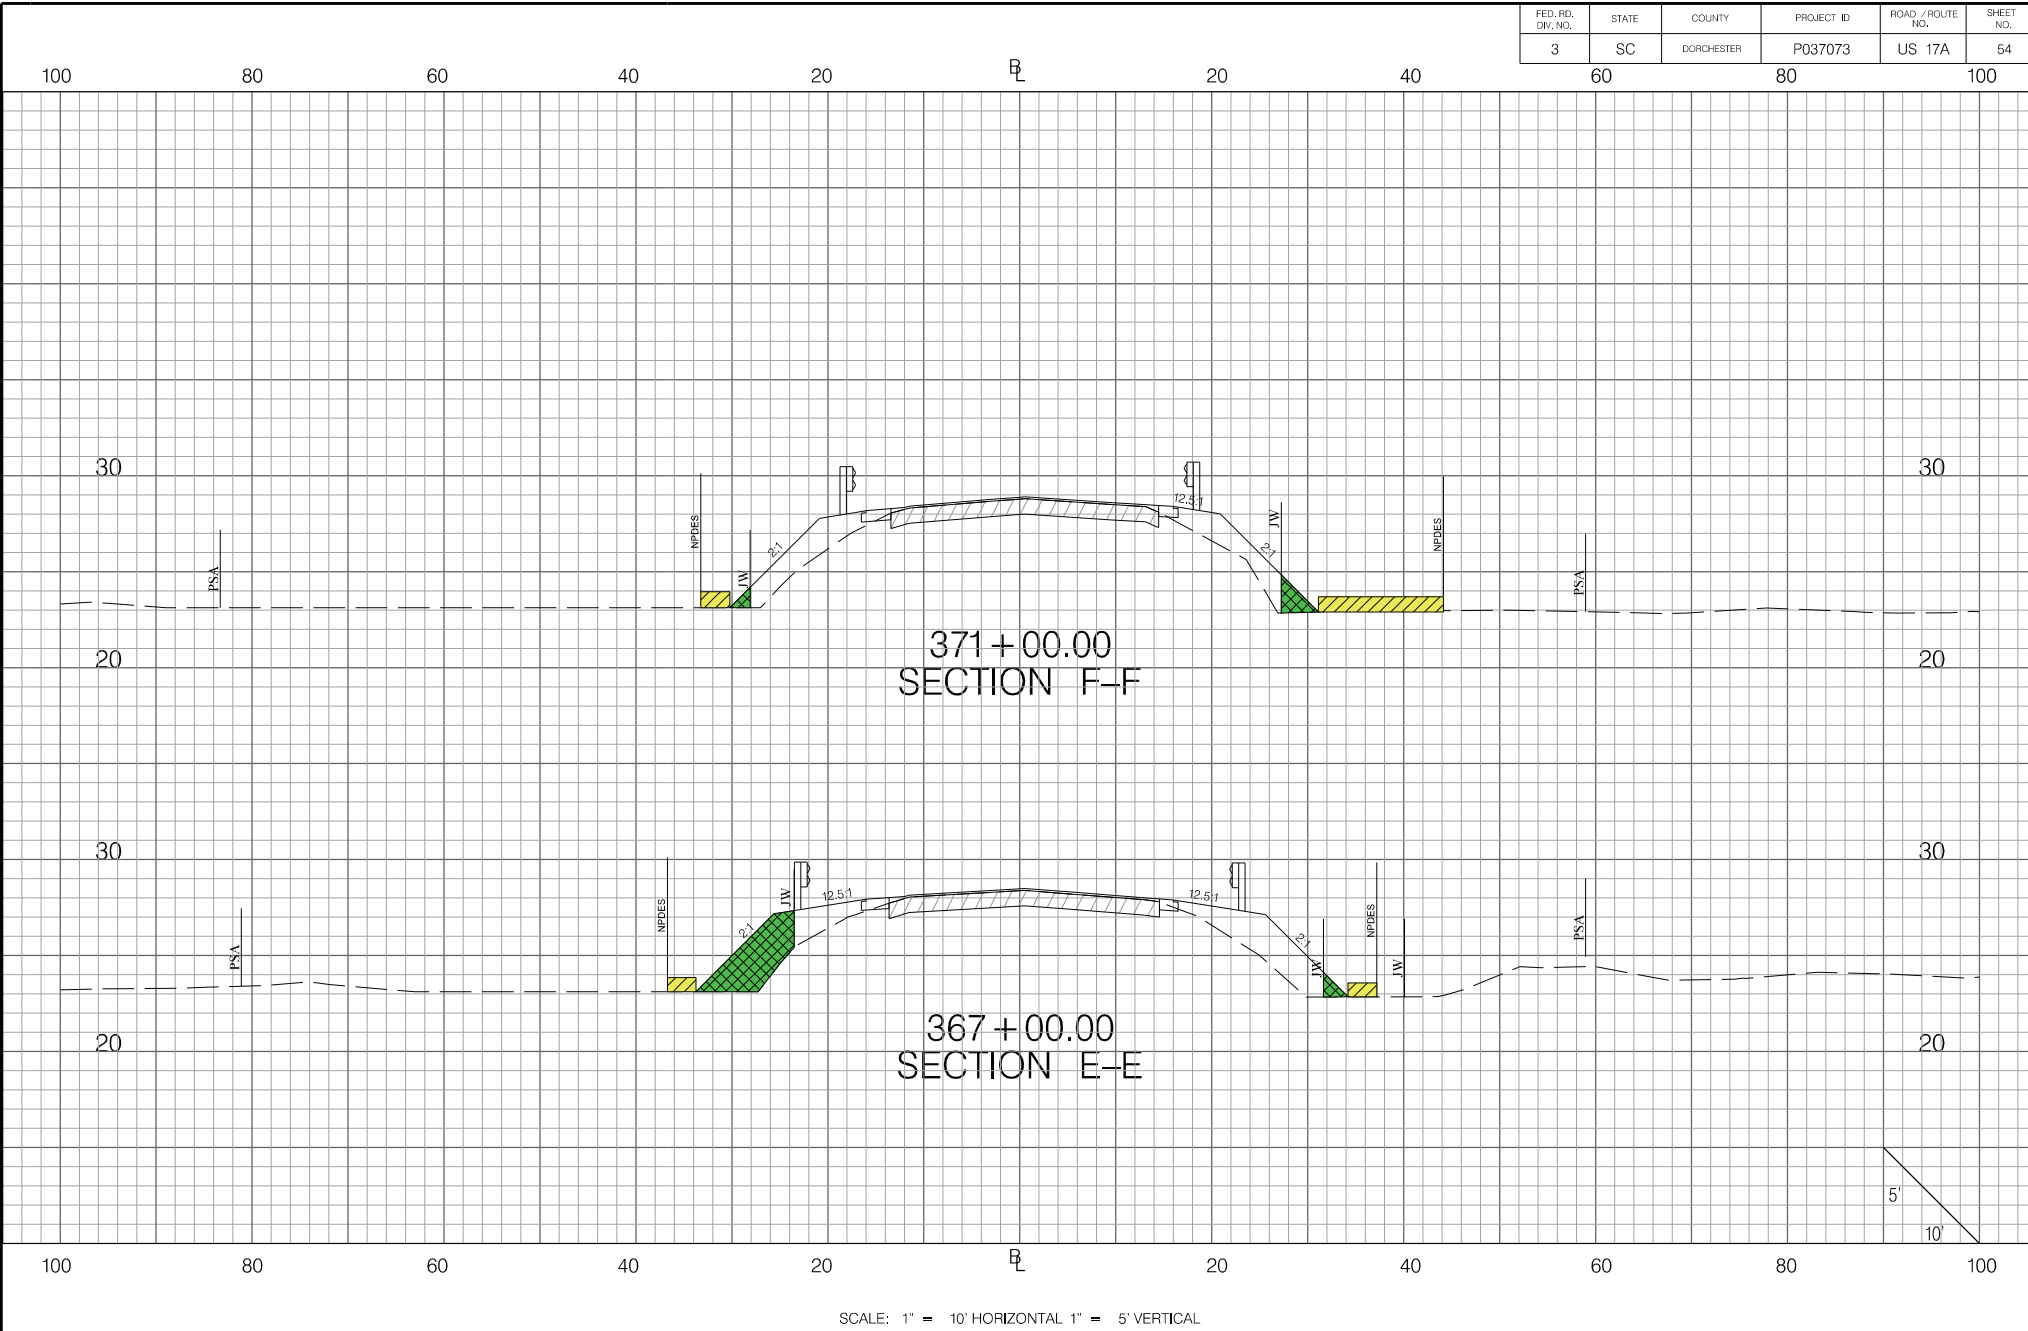 FED. RD. DIV. NO. STATE COUNTY PROJECT ID ROAD / ROUTE NO. SHEET NO.
3 SC DORCHESTER P037073 US 17A 54
100 80 60 40 20 BL 20 40 60 80 100
30 30
12.5:1
NPDES JW NPDES
2:1 2:1
PSA JW PSA
371+00.00
20 20
SECTION F-F
30 30
JW 12.5:1 12.5:1
NPDES NPDES
PSA 2:1 2:1 PSA
JW JW
367+00.00
20 20
SECTION E-E
5'
10'
100 80 60 40 20 BL 20 40 60 80 100
SCALE: 1" = 10' HORIZONTAL 1" = 5' VERTICAL